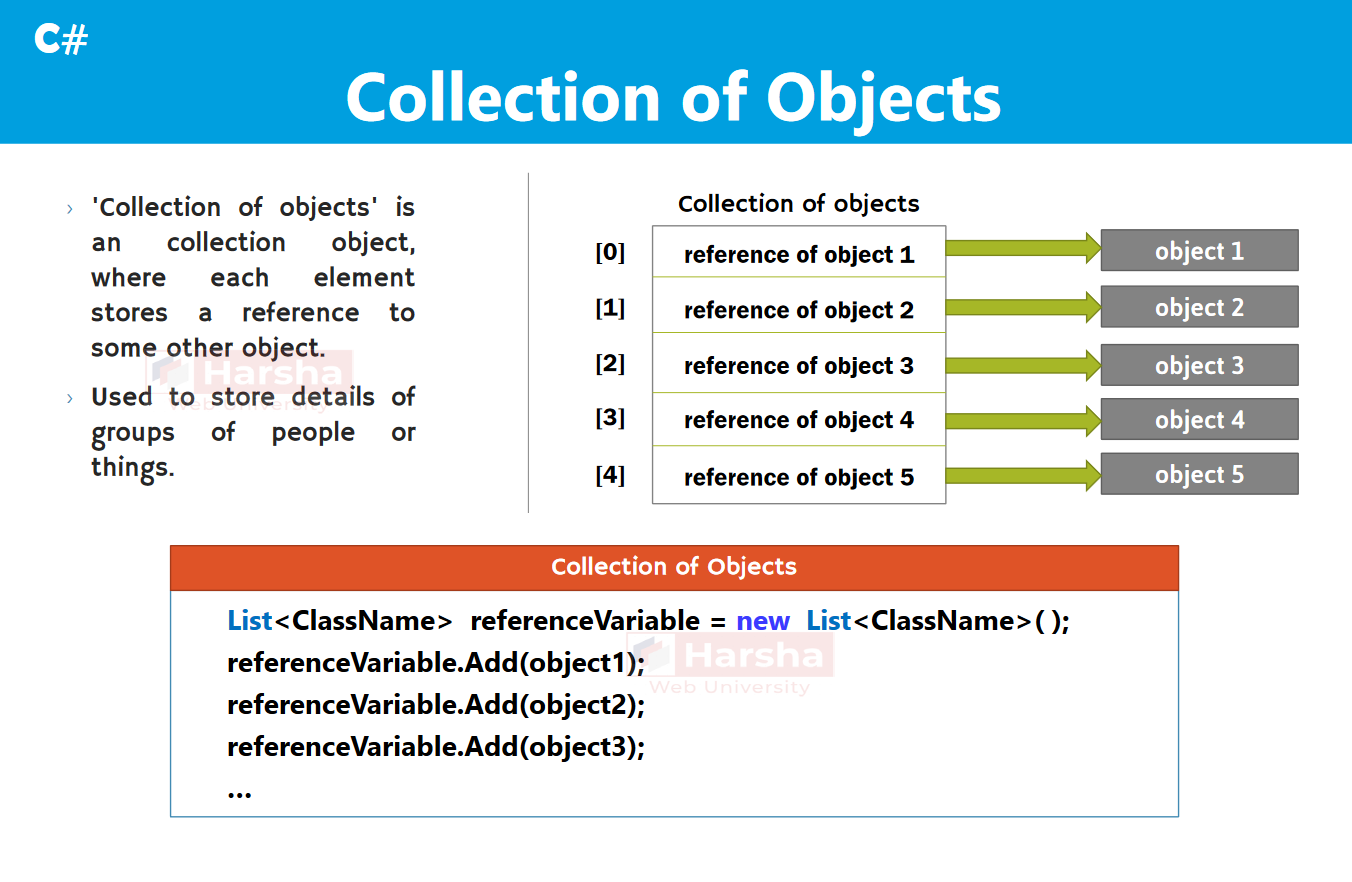 C#
Collection of Objects
› 'Collection of objects' is
an collection object,
where each element
stores a reference to
some other object.
› Used to store details of
groups of people or
things.
Harsha
Web University
Collection of objects
[0] reference of object 1 object 1
[1] reference of object 2 object 2
[2] reference of object 3 object 3
[3] reference of object 4 object 4
[4] reference of object 5 object 5
Collection of Objects
List<ClassName> referenceVariable = new List<ClassName>( );
referenceVariable.Add(object1);
referenceVariable.Add(object2);
referenceVariable.Add(object3);
...
Harsha
Web University